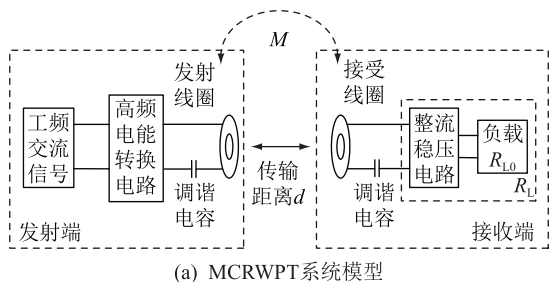 M
发射
线圈
接受
线圈
工频
交流
信号
高频
电能
转换
电路
调谐
电容
传输
距离d
调谐
电容
整流
稳压
电路
负载
R_{L0}
R_L
发射端
接收端
(a) MCRWPT系统模型